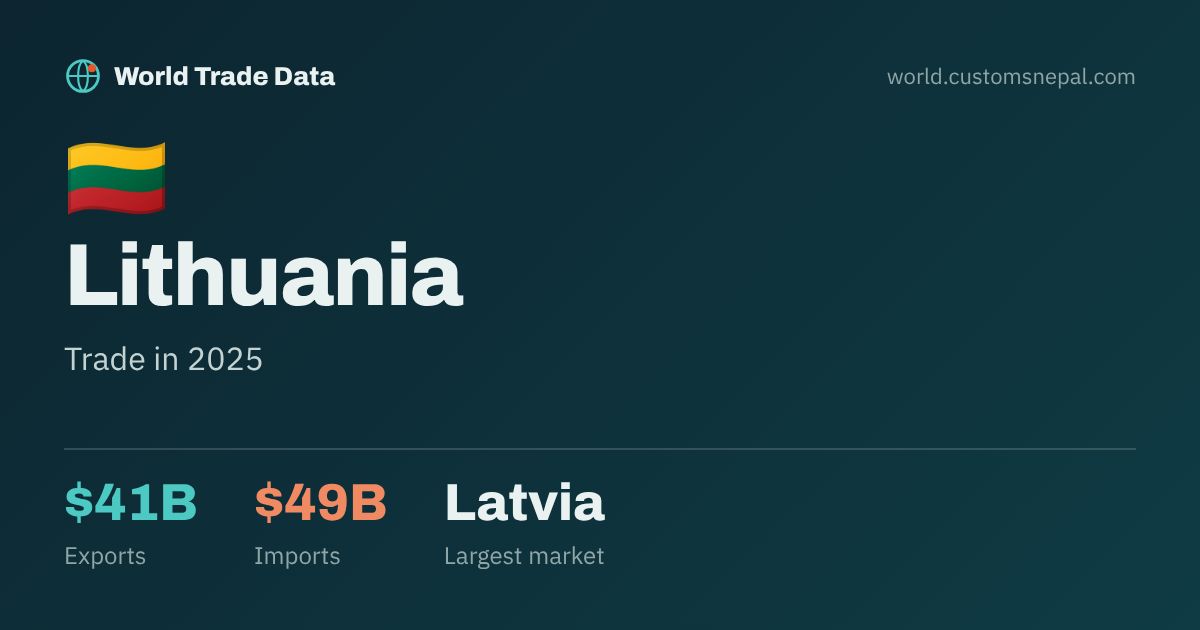 World Trade Data
world.customsnepal.com
Lithuania
Trade in 2025
$41B
Exports
$49B
Imports
Latvia
Largest market